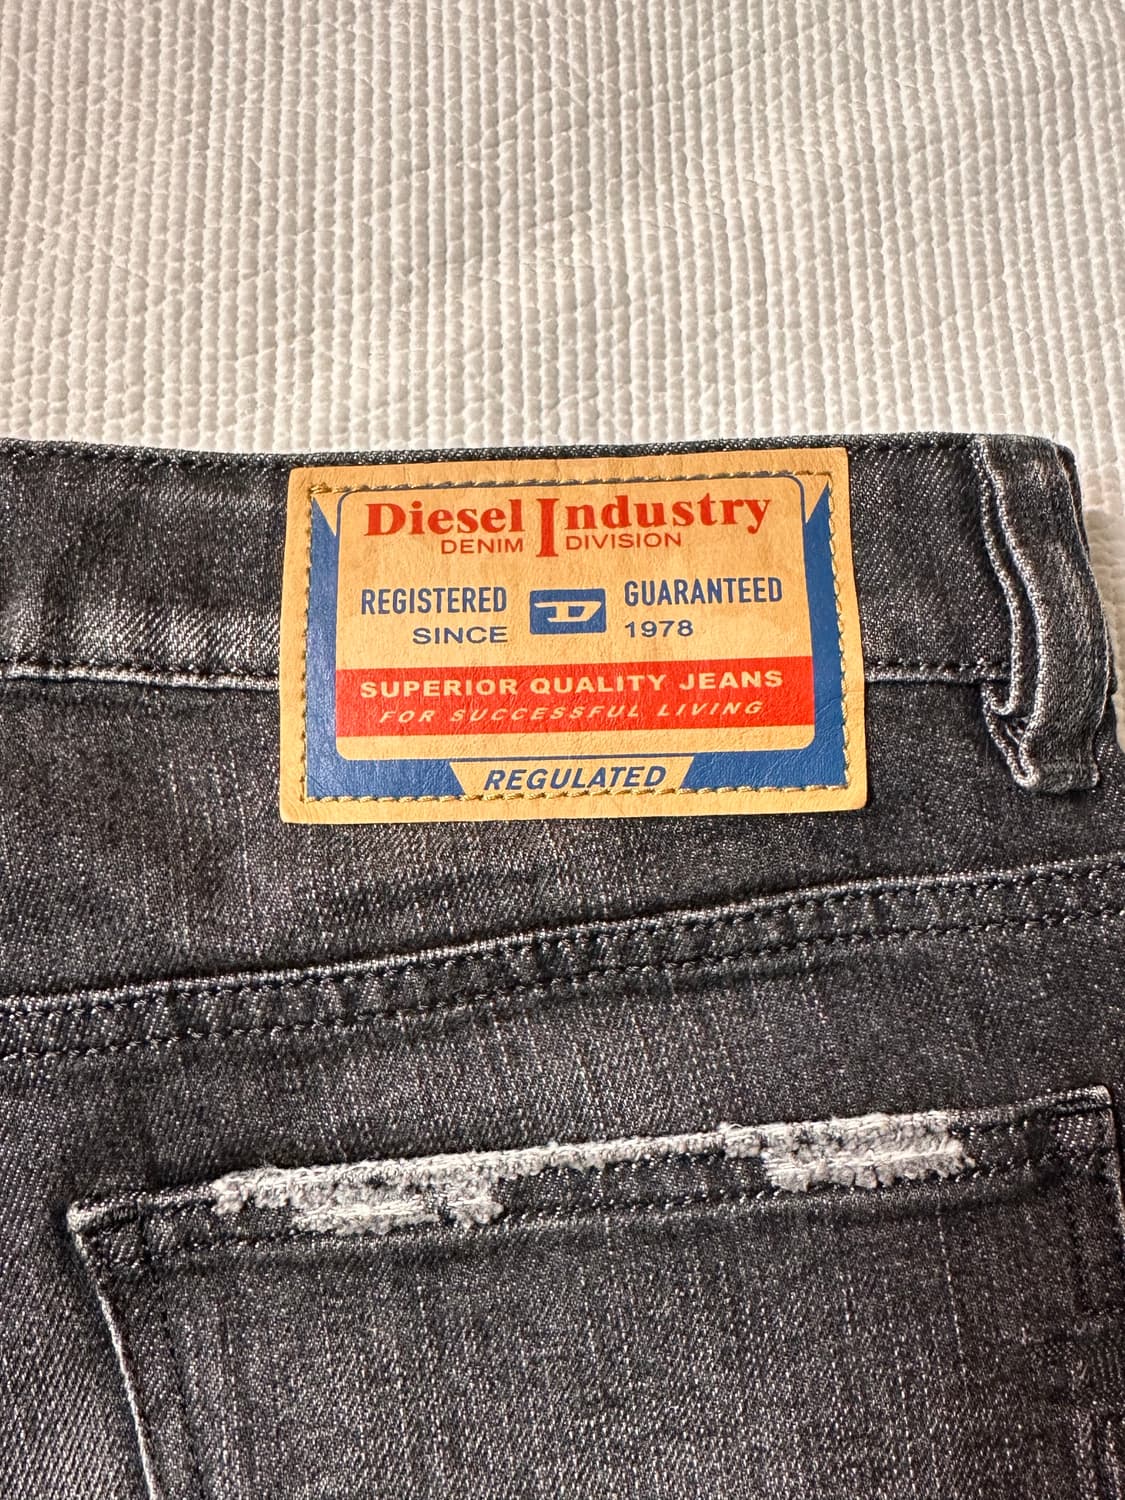 Diesel Industry
DENIM DIVISION
REGISTERED D GUARANTEED
SINCE 1978
SUPERIOR QUALITY JEANS
FOR SUCCESSFUL LIVING
REGULATED